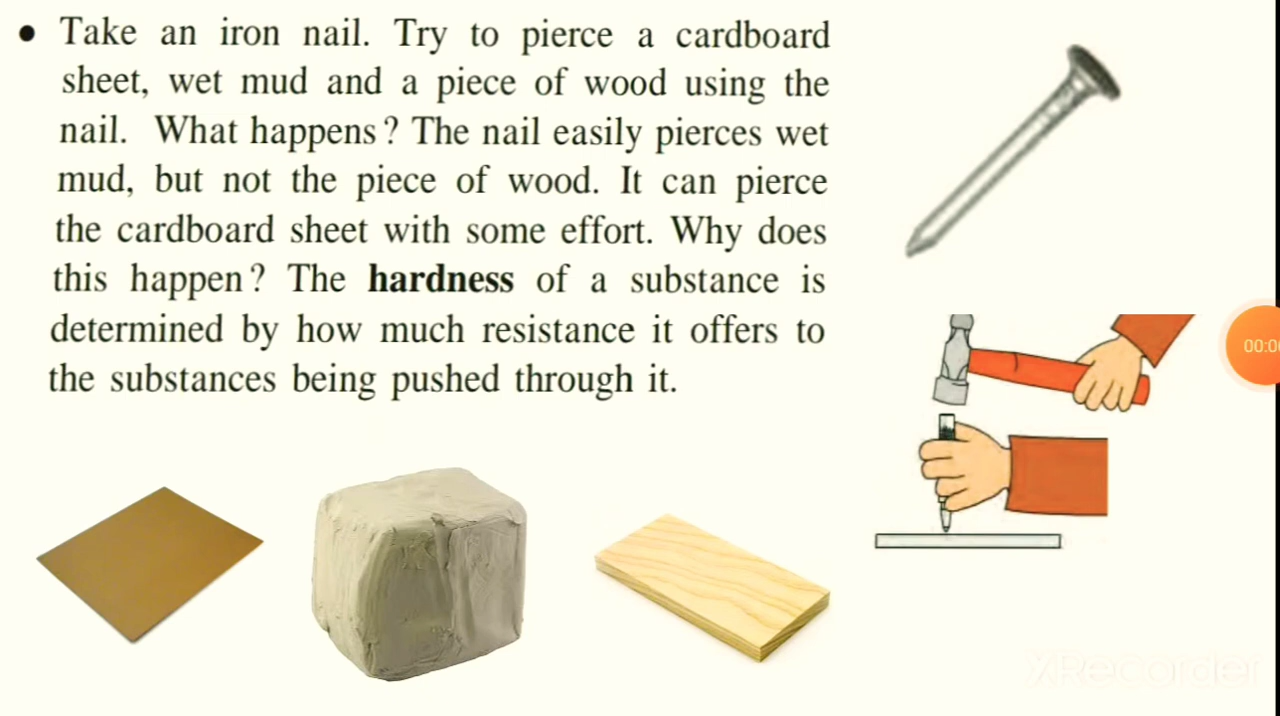 • Take an iron nail. Try to pierce a cardboard
sheet, wet mud and a piece of wood using the
nail. What happens? The nail easily pierces wet
mud, but not the piece of wood. It can pierce
the cardboard sheet with some effort. Why does
this happen? The hardness of a substance is
determined by how much resistance it offers to
the substances being pushed through it.
XRecorder